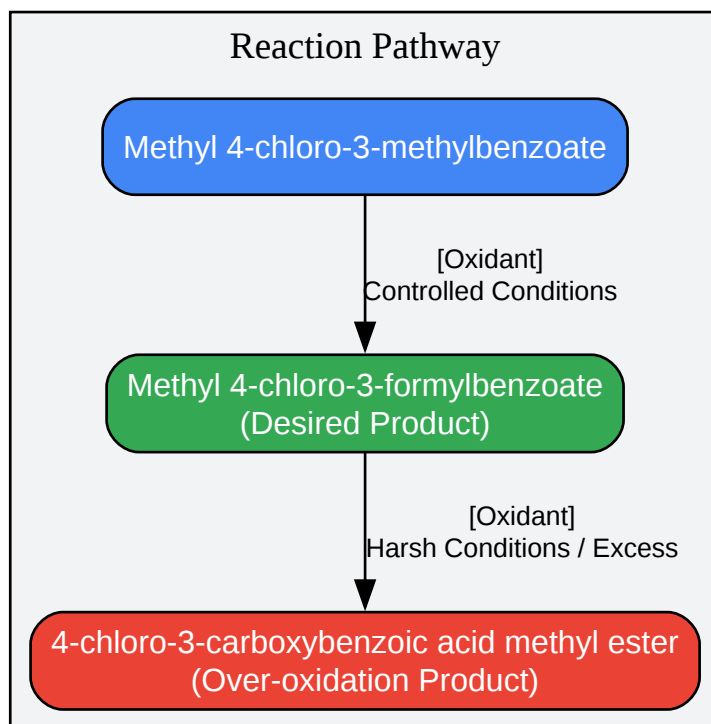 Reaction Pathway
Methyl 4-chloro-3-methylbenzoate
[Oxidant]
Controlled Conditions
Methyl 4-chloro-3-formylbenzoate
(Desired Product)
[Oxidant]
Harsh Conditions / Excess
4-chloro-3-carboxybenzoic acid methyl ester
(Over-oxidation Product)